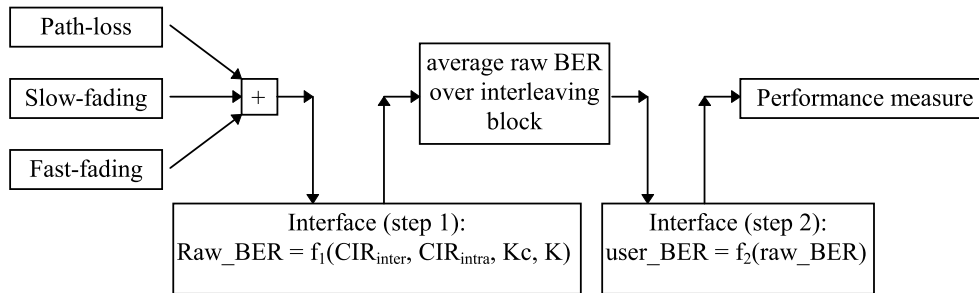 Path-loss
Slow-fading
Fast-fading
+
average raw BER
over interleaving
block
Performance measure
Interface (step 1):
Raw_BER = f₁(CIRinter, CIRintra, Kc, K)
Interface (step 2):
user_BER = f₂(raw_BER)